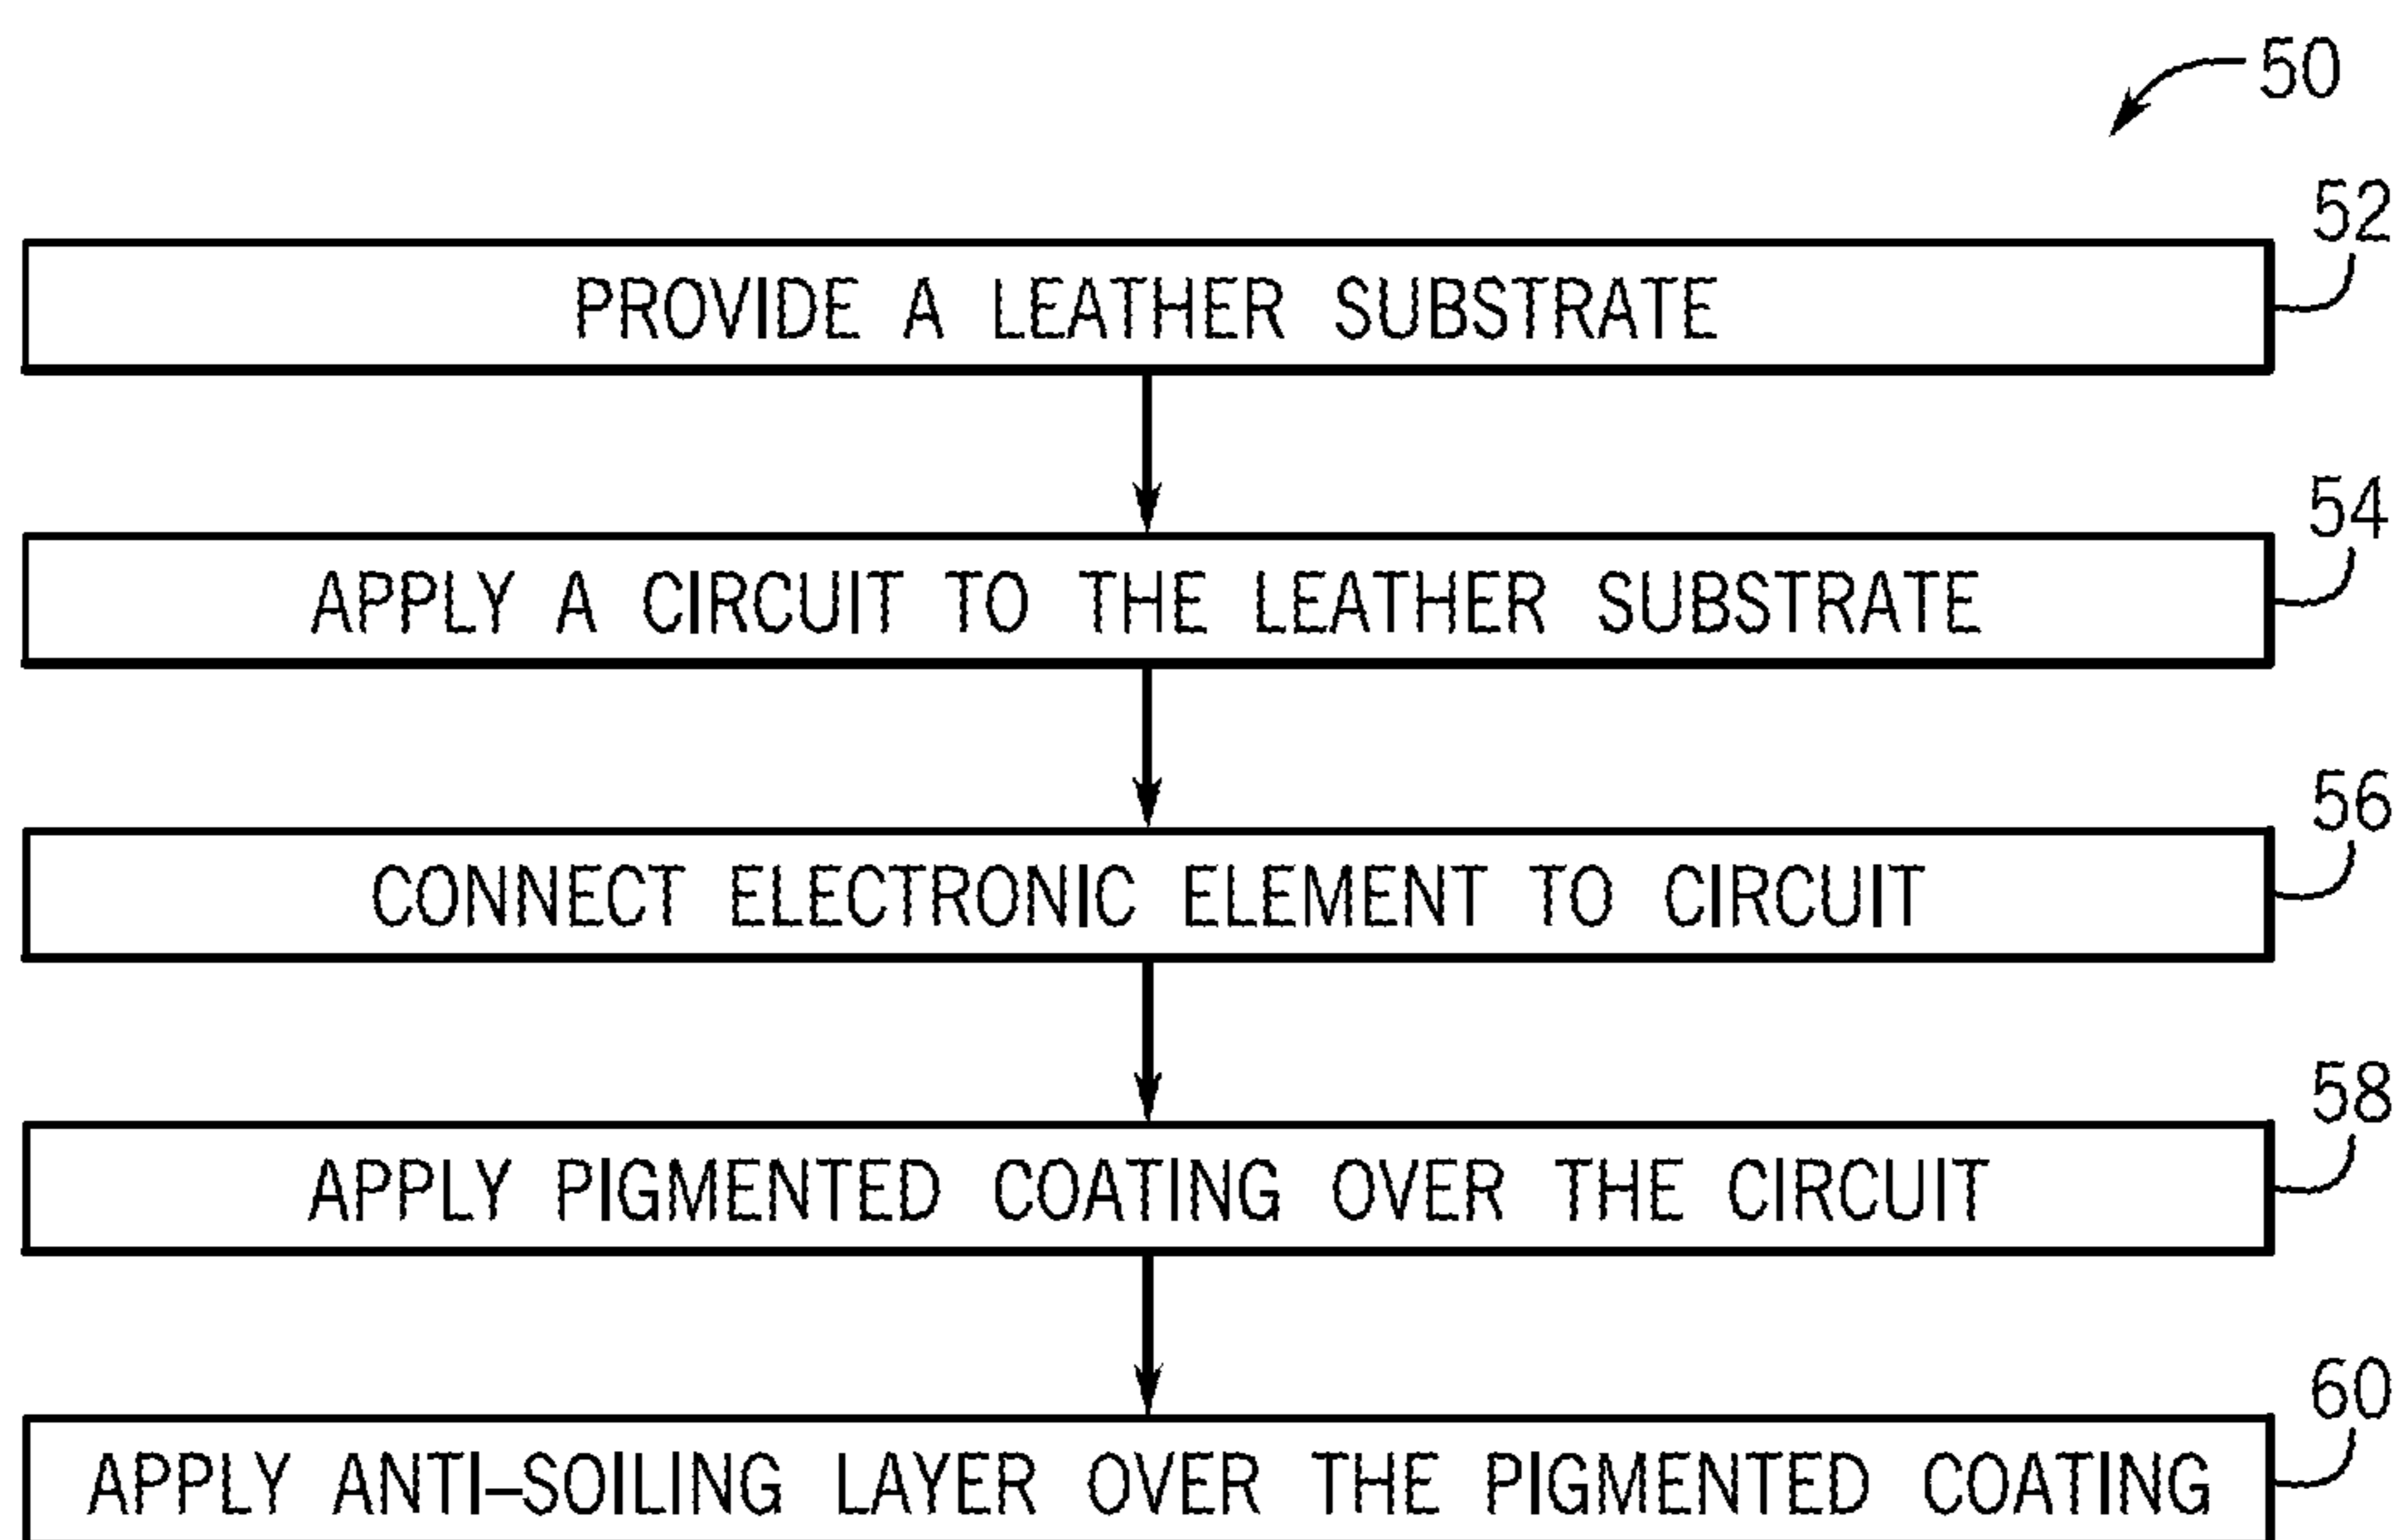 50
52
PROVIDE A LEATHER SUBSTRATE
54
APPLY A CIRCUIT TO THE LEATHER SUBSTRATE
56
CONNECT ELECTRONIC ELEMENT TO CIRCUIT
58
APPLY PIGMENTED COATING OVER THE CIRCUIT
60
APPLY ANTI–SOILING LAYER OVER THE PIGMENTED COATING